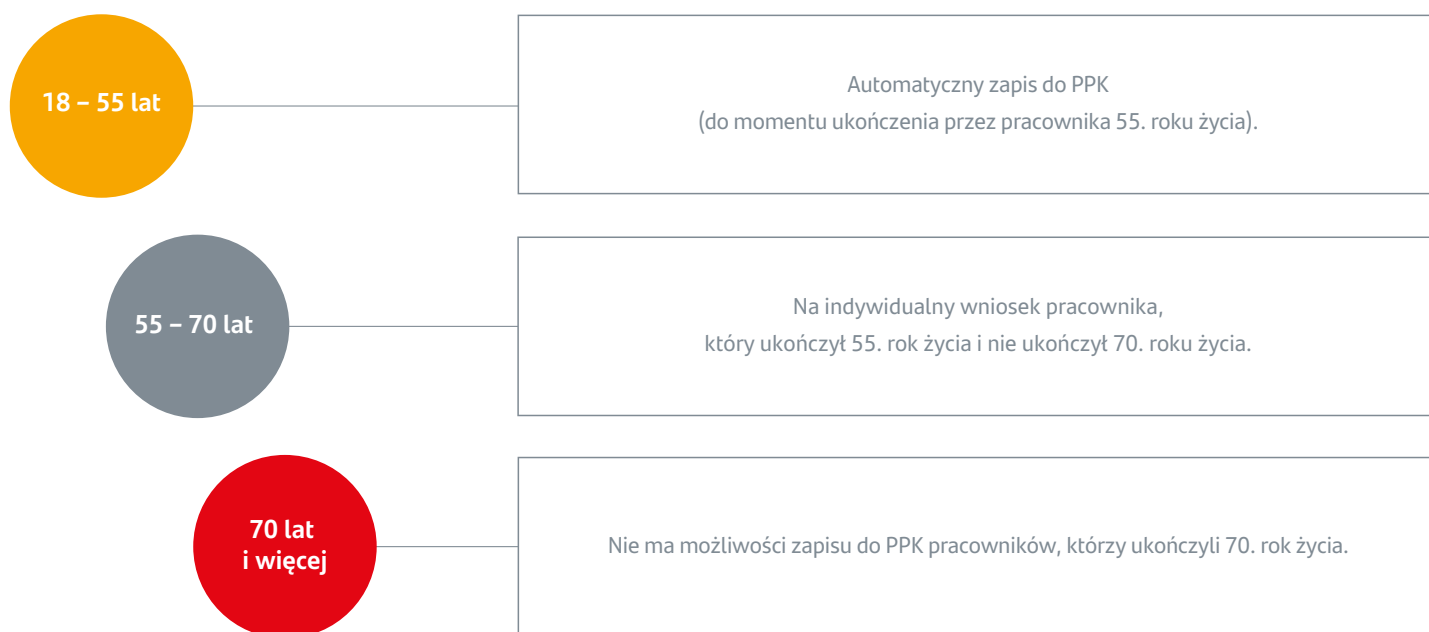 18 – 55 lat
Automatyczny zapis do PPK
(do momentu ukończenia przez pracownika 55. roku życia).
55 – 70 lat
Na indywidualny wniosek pracownika,
który ukończył 55. rok życia i nie ukończył 70. roku życia.
70 lat
i więcej
Nie ma możliwości zapisu do PPK pracowników, którzy ukończyli 70. rok życia.